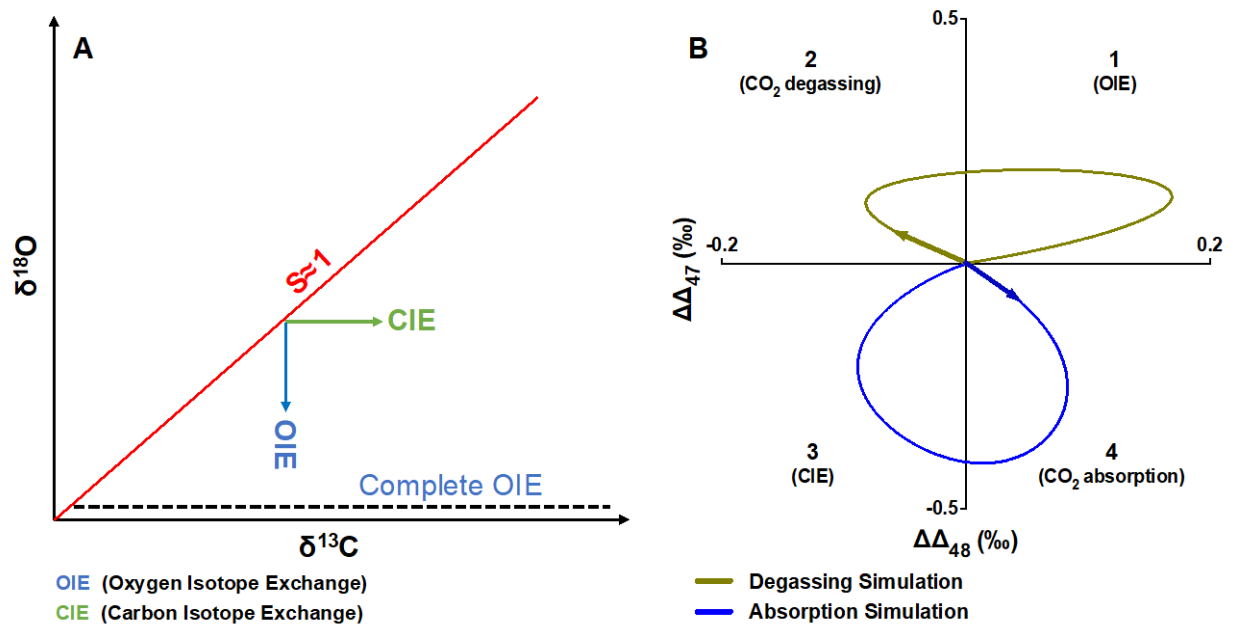 A
δ18O
S≈1
CIE
OIE
Complete OIE
δ13C
OIE (Oxygen Isotope Exchange)
CIE (Carbon Isotope Exchange)
B
0.5
2
(CO2 degassing)
1
(OIE)
-0.2
0.2
ΔΔ47 (‰)
3
(CIE)
4
(CO2 absorption)
-0.5
ΔΔ48 (‰)
Degassing Simulation
Absorption Simulation